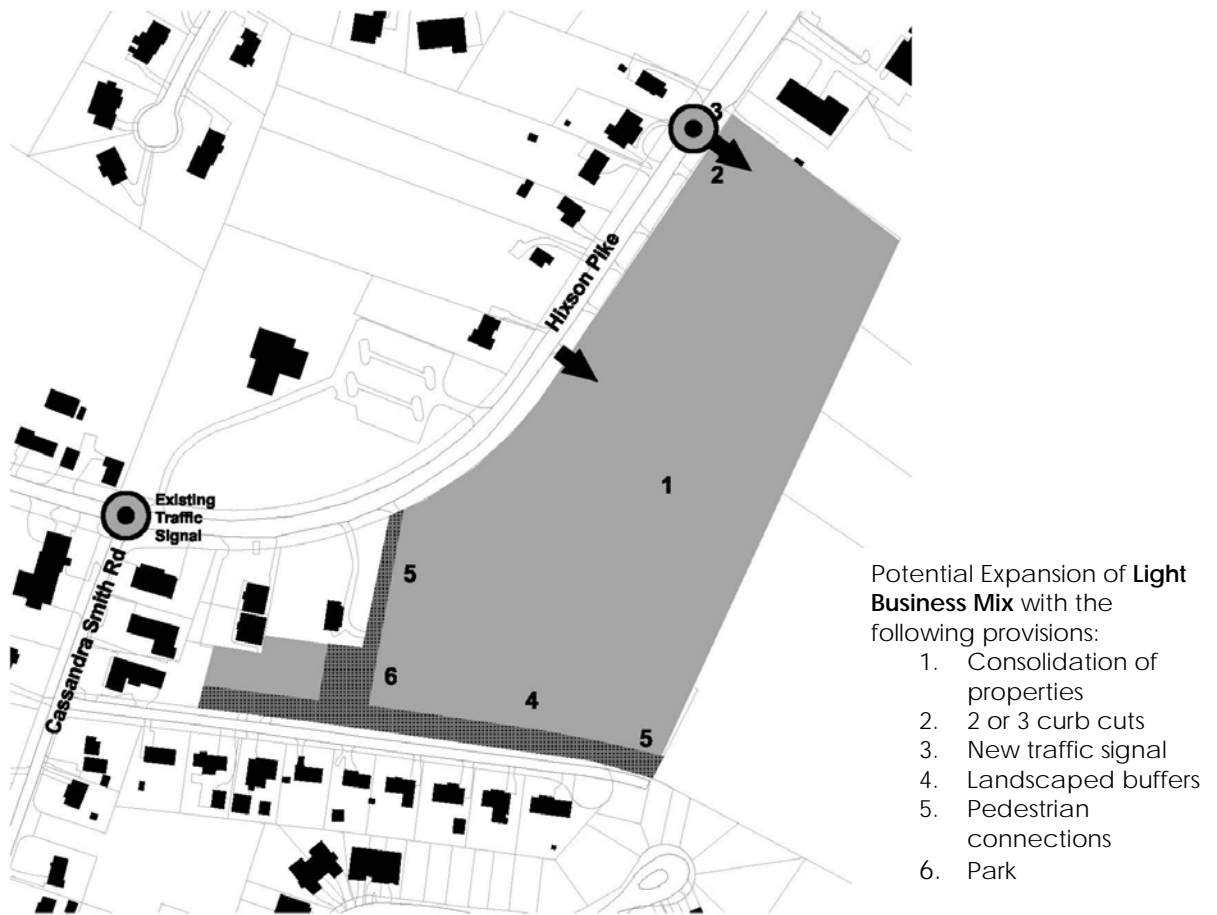 3
2
Hixson Pike
1
Existing
Traffic
Signal
5
Cassandra Smith Rd
6
4
5
Potential Expansion of Light
Business Mix with the
following provisions:
1. Consolidation of
properties
2. 2 or 3 curb cuts
3. New traffic signal
4. Landscaped buffers
5. Pedestrian
connections
6. Park